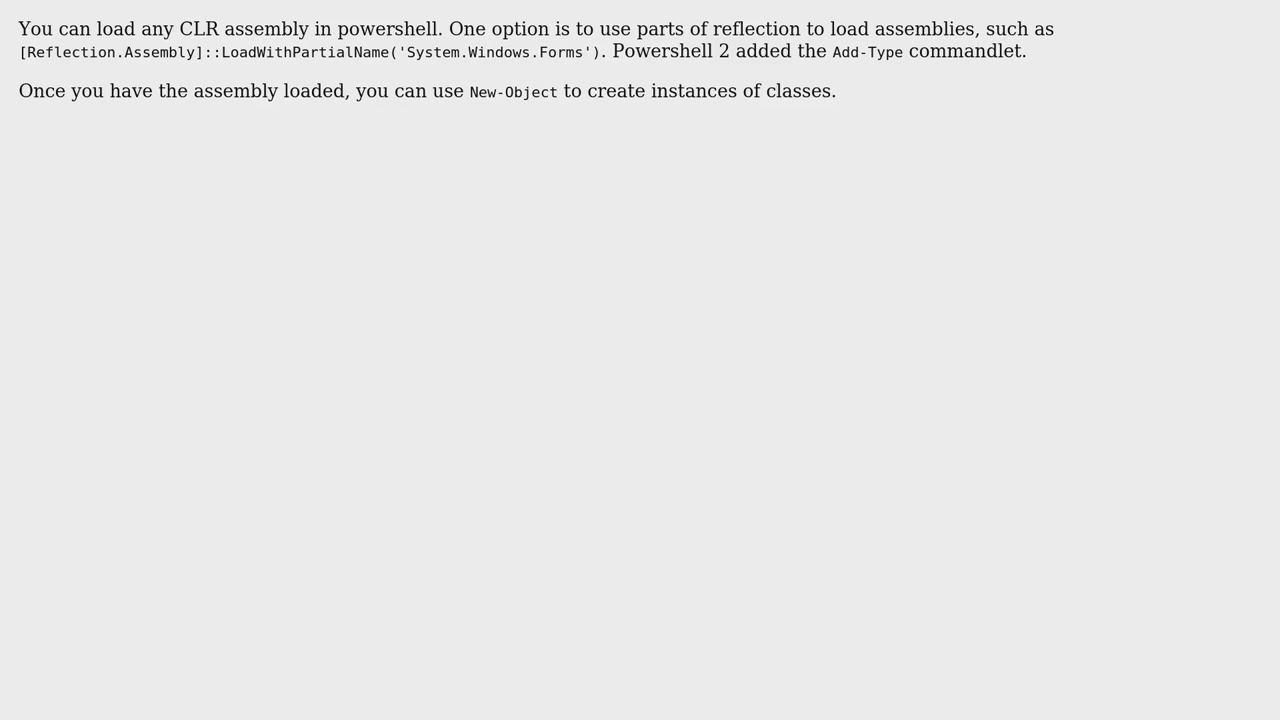 You can load any CLR assembly in powershell. One option is to use parts of reflection to load assemblies, such as
[Reflection.Assembly]::LoadWithPartialName('System.Windows.Forms'). Powershell 2 added the Add-Type commandlet.
Once you have the assembly loaded, you can use New-Object to create instances of classes.